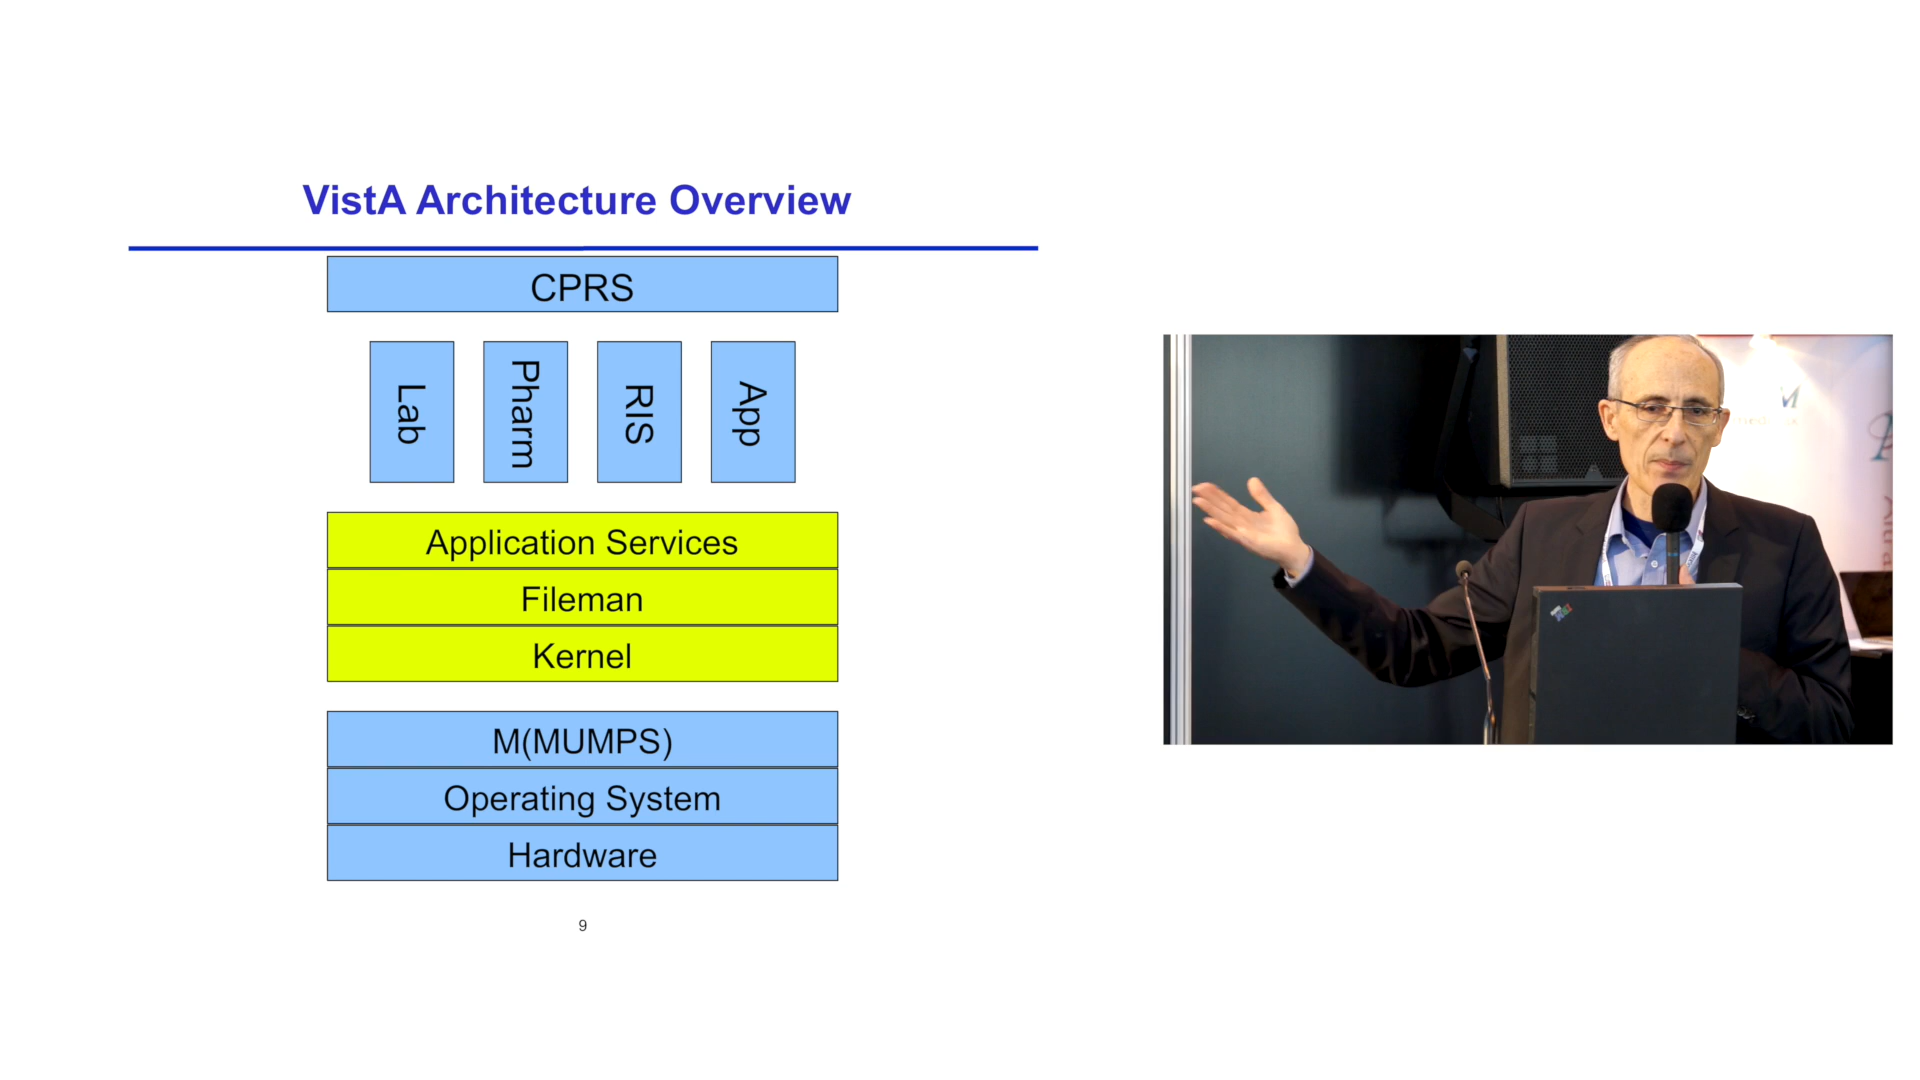 VistA Architecture Overview
CPRS
Lab
Pharm
RIS
App
Application Services
Fileman
Kernel
M(MUMPS)
Operating System
Hardware
9